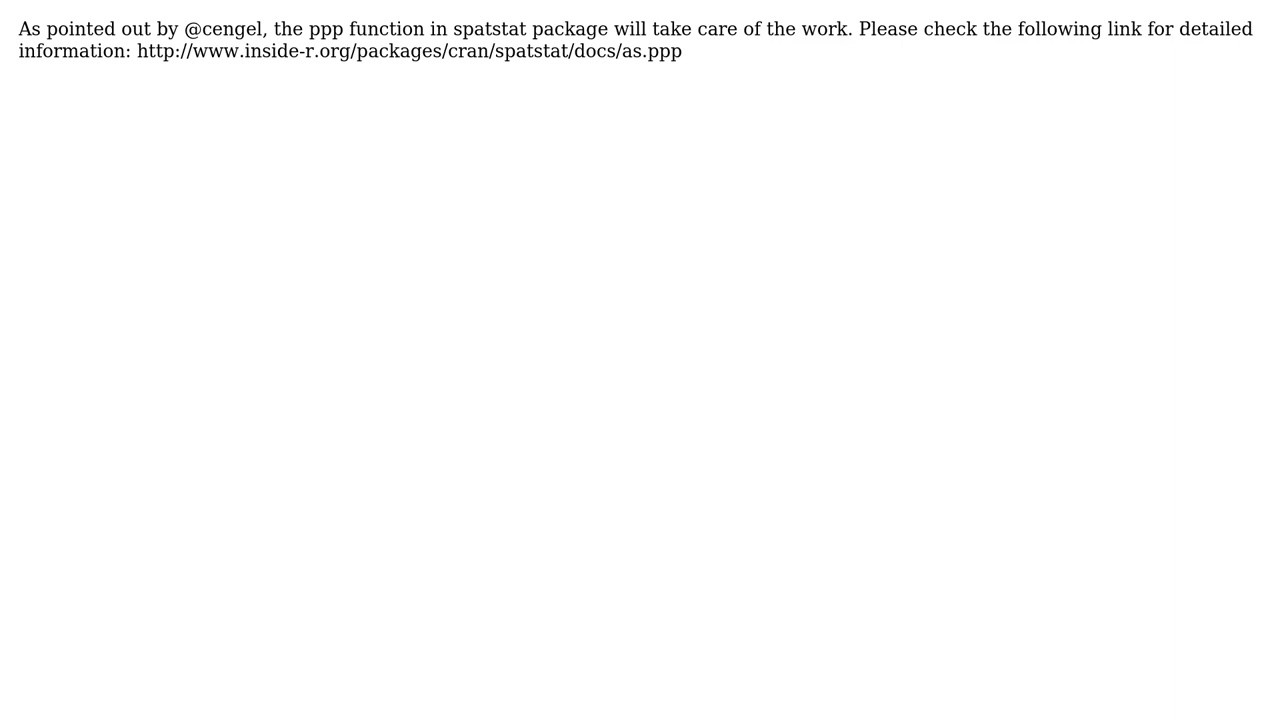 As pointed out by @cengel, the ppp function in spatstat package will take care of the work. Please check the following link for detailed
information: http://www.inside-r.org/packages/cran/spatstat/docs/as.ppp